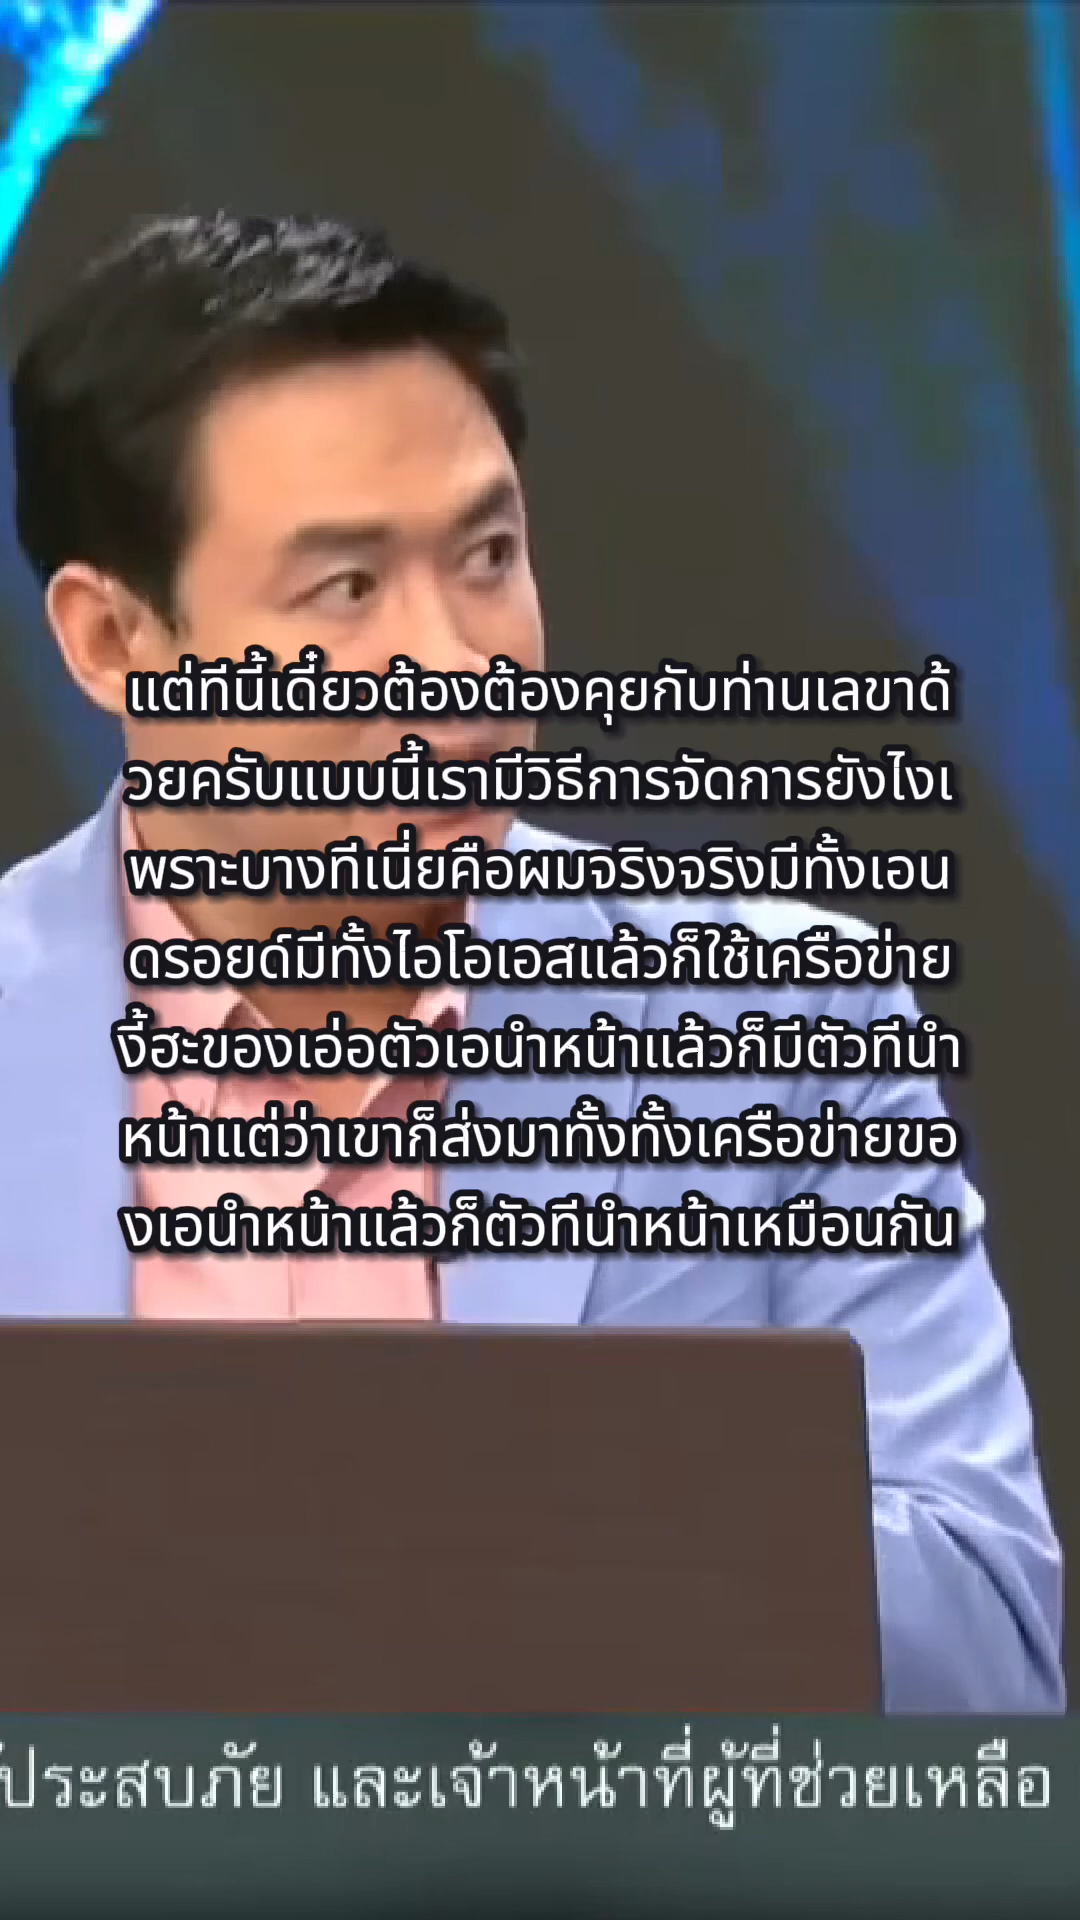 แต่ทีนี้เดี๋ยวต้องต้องคุยกับท่านเลขาด้
วยครับแบบนี้เรามีวิธีการจัดการยังไงเ
พราะบางทีเนี่ยคือผมจริงจริงมีทั้งเอน
ดรอยด์มีทั้งไอโอเอสแล้วก็ใช้เครือข่าย
งี้ฮะของเอ่อตัวเอนำหน้าแล้วก็มีตัวทีนำ
หน้าแต่ว่าเขาก็ส่งมาทั้งทั้งเครือข่ายขอ
งเอนำหน้าแล้วก็ตัวทีนำหน้าเหมือนกัน
ประสบภัย และเจ้าหน้าที่ผู้ที่ช่วยเหลือ